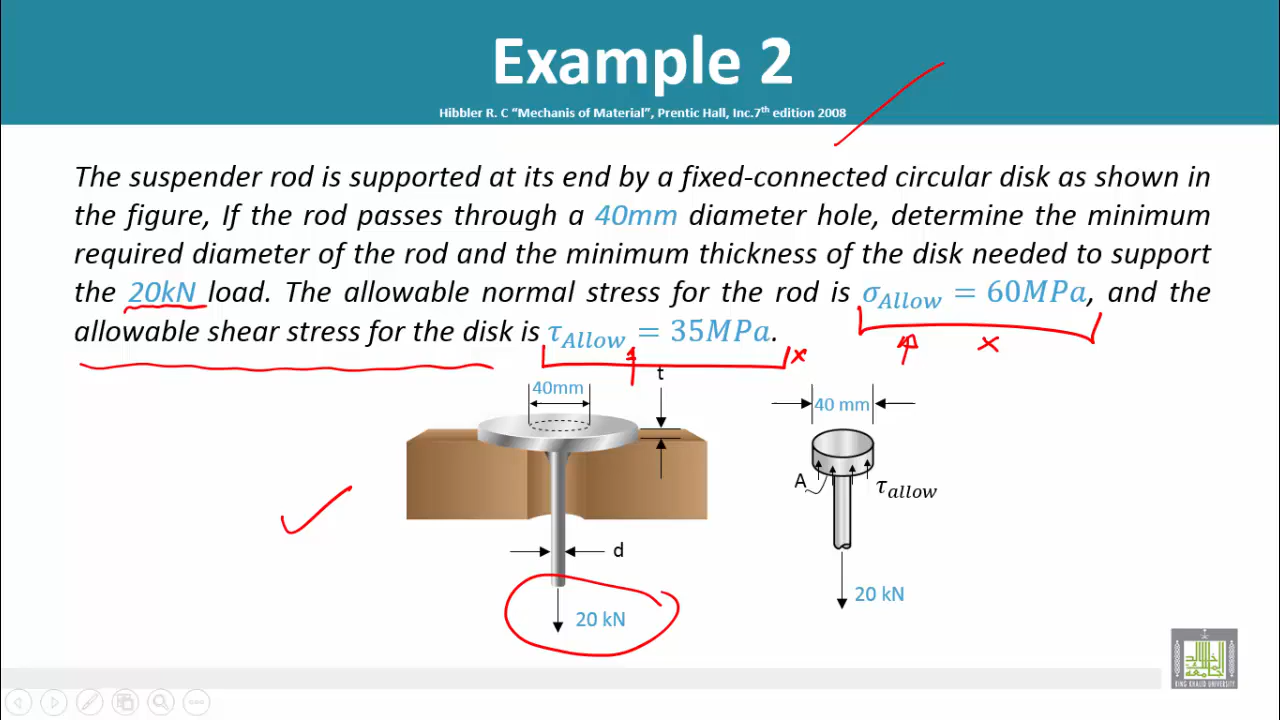 Example 2
Hibbler R. C “Mechanis of Material”, Prentic Hall, Inc.7th edition 2008
The suspender rod is supported at its end by a fixed-connected circular disk as shown in
the figure, If the rod passes through a 40mm diameter hole, determine the minimum
required diameter of the rod and the minimum thickness of the disk needed to support
the 20kN load. The allowable normal stress for the rod is σAllow = 60MPa, and the
allowable shear stress for the disk is τAllow = 35MPa.
x
x
t
40mm
40 mm
A
τallow
d
20 kN
20 kN
KING KHALID UNIVERSITY